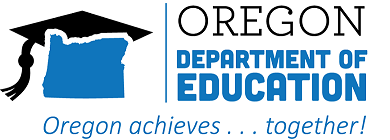 OREGON
DEPARTMENT OF
EDUCATION
Oregon achieves . . . together!